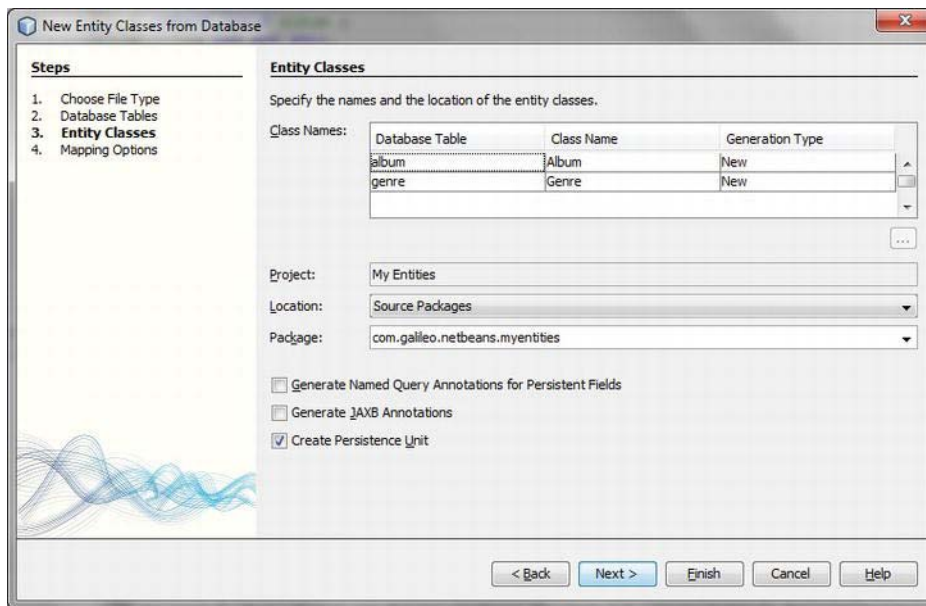 New Entity Classes from Database
Steps
1. Choose File Type
2. Database Tables
3. Entity Classes
4. Mapping Options
Entity Classes
Specify the names and the location of the entity classes.
Class Names:
Database Table Class Name Generation Type
album Album New
genre Genre New
...
Project: My Entities
Location: Source Packages
Package: com.galileo.netbeans.myentities
Generate Named Query Annotations for Persistent Fields
Generate JAXB Annotations
Create Persistence Unit
< Back Next > Finish Cancel Help